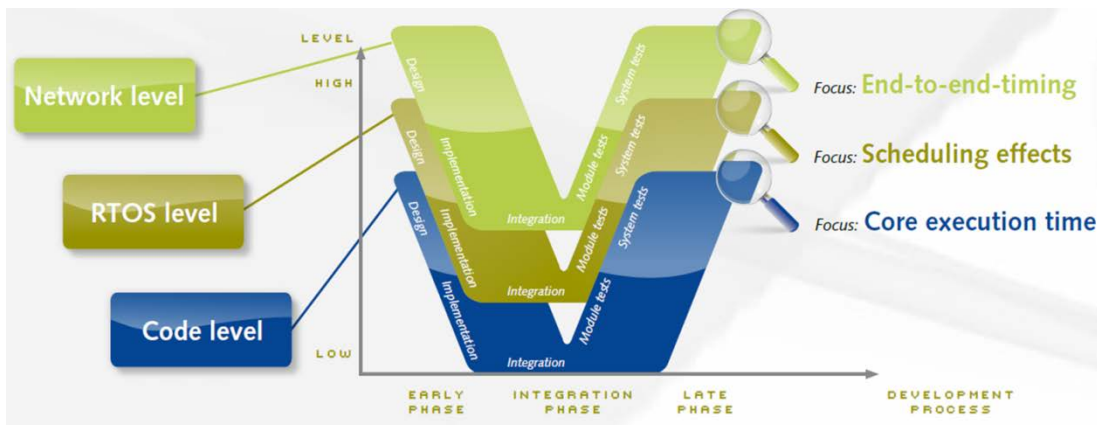 LEVEL
HIGH
LOW
Network level
RTOS level
Code level
Design
Implementation
Integration
Module tests
System tests
Design
Implementation
Integration
Module tests
System tests
Design
Implementation
Integration
Module tests
System tests
Focus: End-to-end-timing
Focus: Scheduling effects
Focus: Core execution time
EARLY
PHASE
INTEGRATION
PHASE
LATE
PHASE
DEVELOPMENT
PROCESS